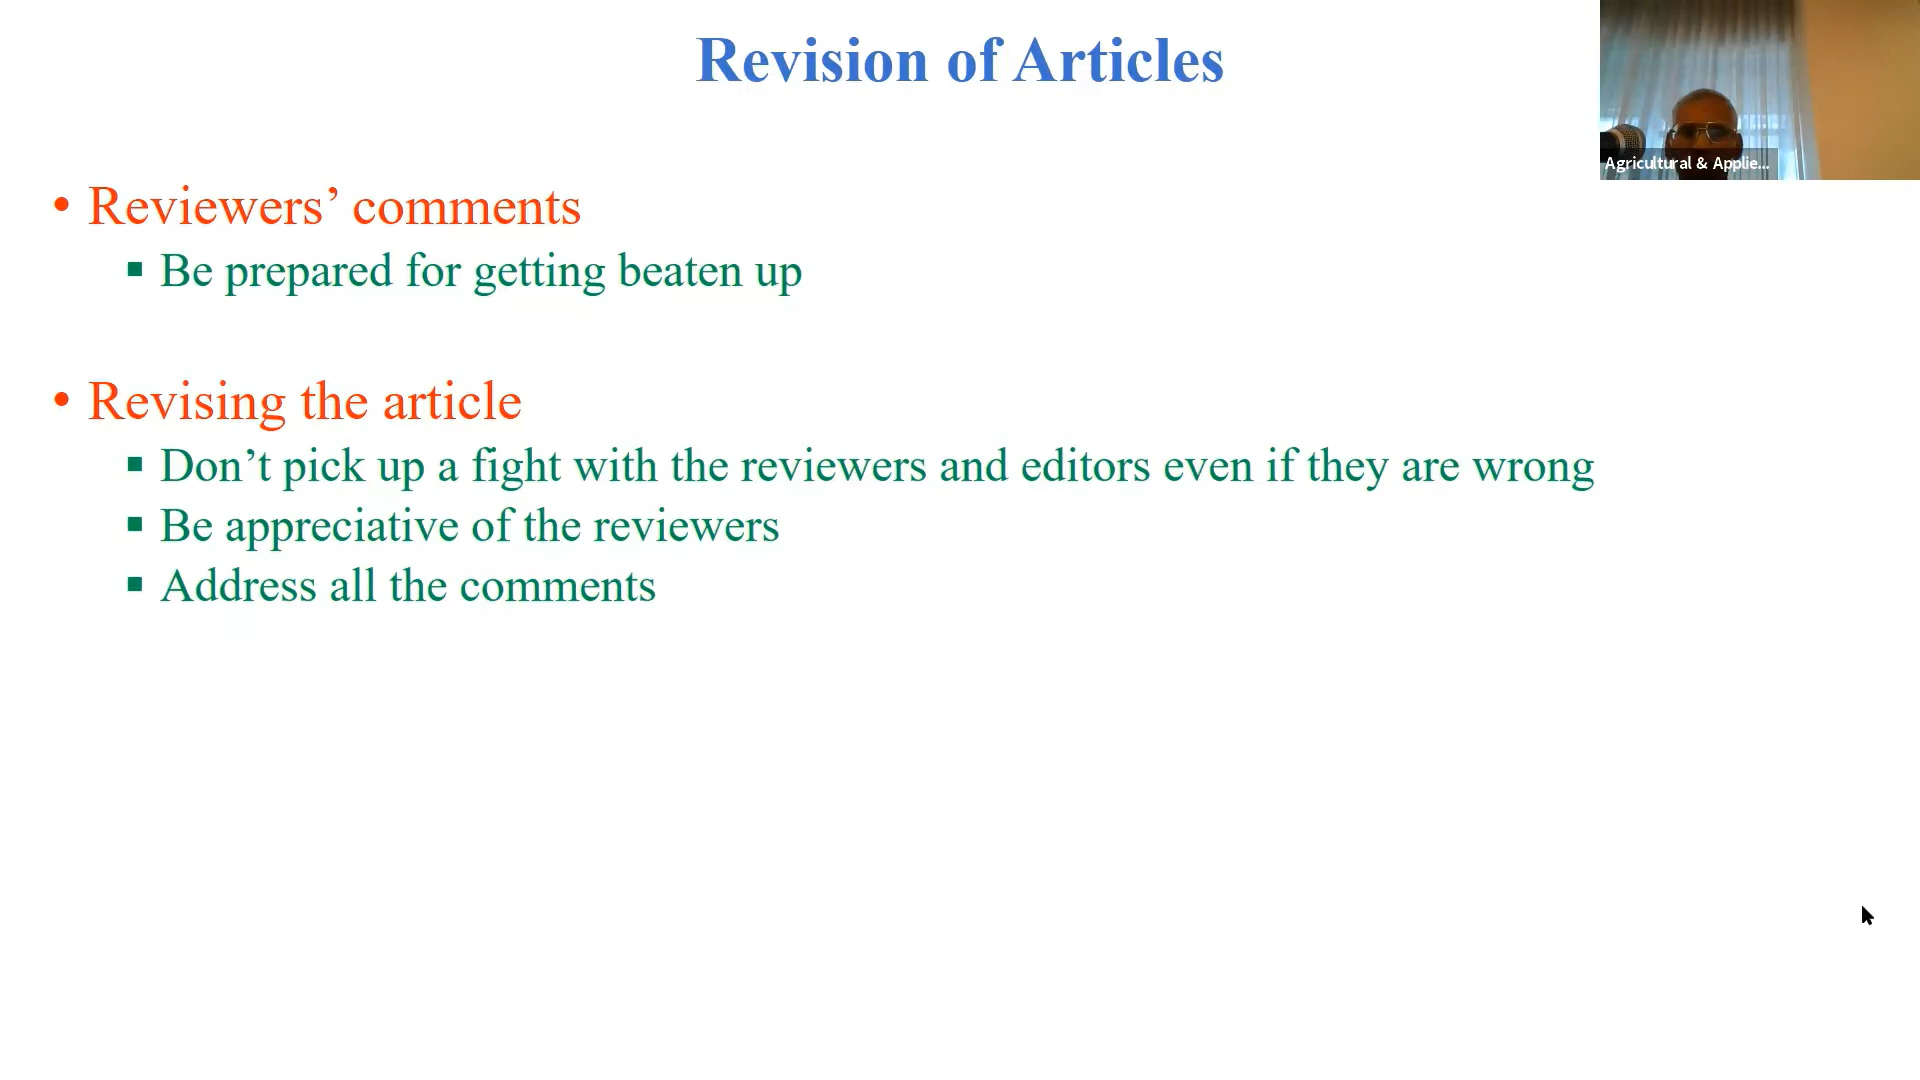 Revision of Articles
Agricultural & Applie...
• Reviewers’ comments
▪ Be prepared for getting beaten up
• Revising the article
▪ Don’t pick up a fight with the reviewers and editors even if they are wrong
▪ Be appreciative of the reviewers
▪ Address all the comments